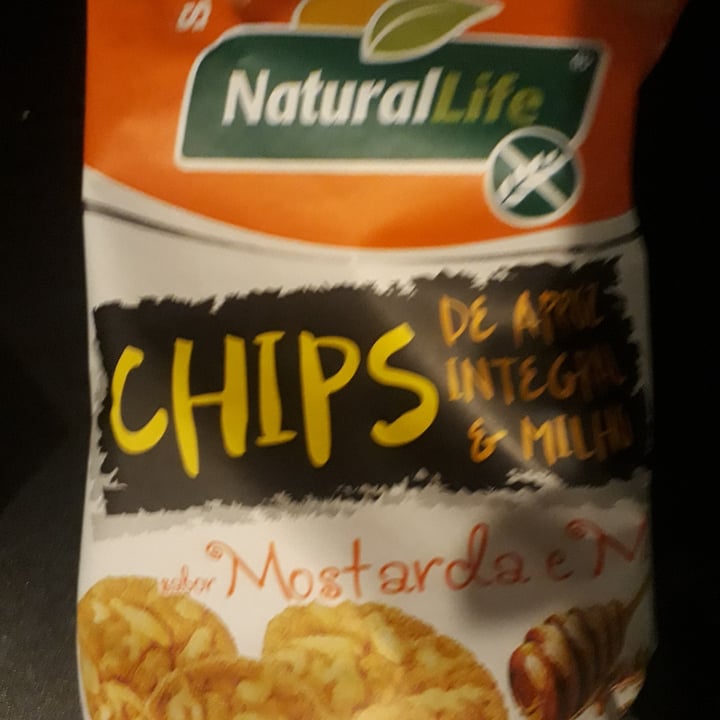 S
NaturalLife
CHIPS
DE ARROZ
INTEGRAL
& MILHO
sabor Mostarda e M